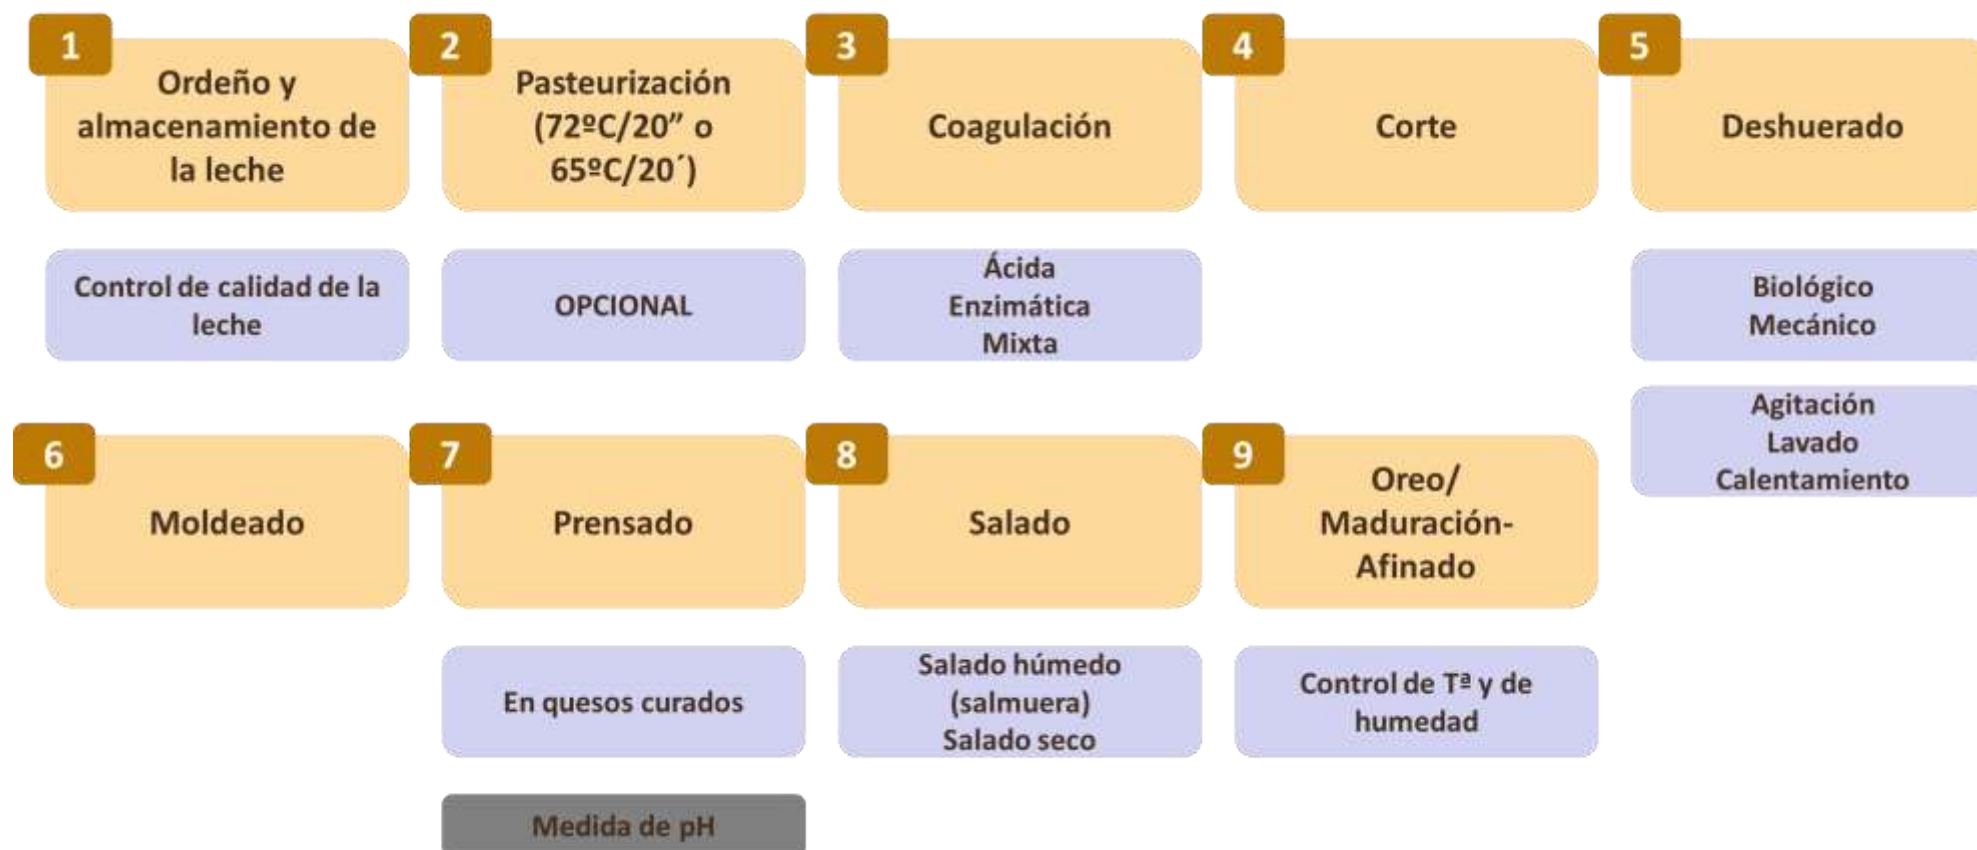 1
Ordeño y
almacenamiento de
la leche
Control de calidad de la
leche
2
Pasteurización
(72ºC/20” o
65ºC/20´)
OPCIONAL
3
Coagulación
Ácida
Enzimática
Mixta
4
Corte
5
Deshuerado
Biológico
Mecánico
Agitación
Lavado
Calentamiento
6
Moldeado
7
Prensado
En quesos curados
Medida de pH
8
Salado
Salado húmedo
(salmuera)
Salado seco
9
Oreo/
Maduración-
Afinado
Control de Tª y de
humedad